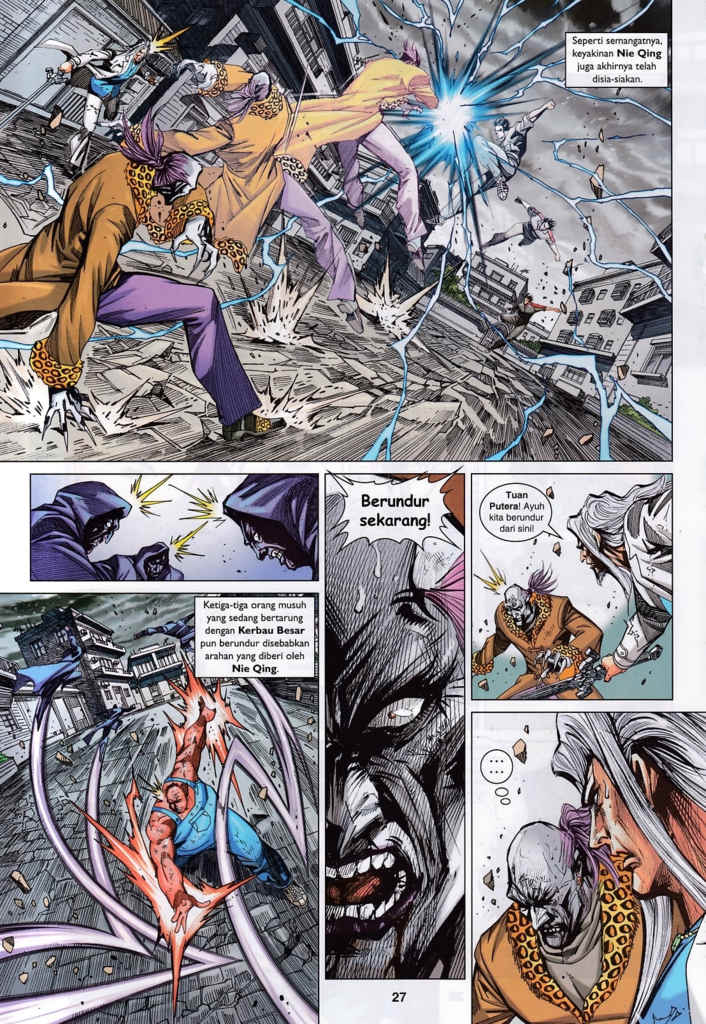 Seperti semangatnya,
keyakinan Nie Qing
juga akhirnya telah
disia-siakan.
Berundur
sekarang!
Tuan
Putera! Ayuh
kita berundur
dari sini!
Ketiga-tiga orang musuh
yang sedang bertarung
dengan Kerbau Besar
pun berundur disebabkan
arahan yang diberi oleh
Nie Qing.
...
...
27